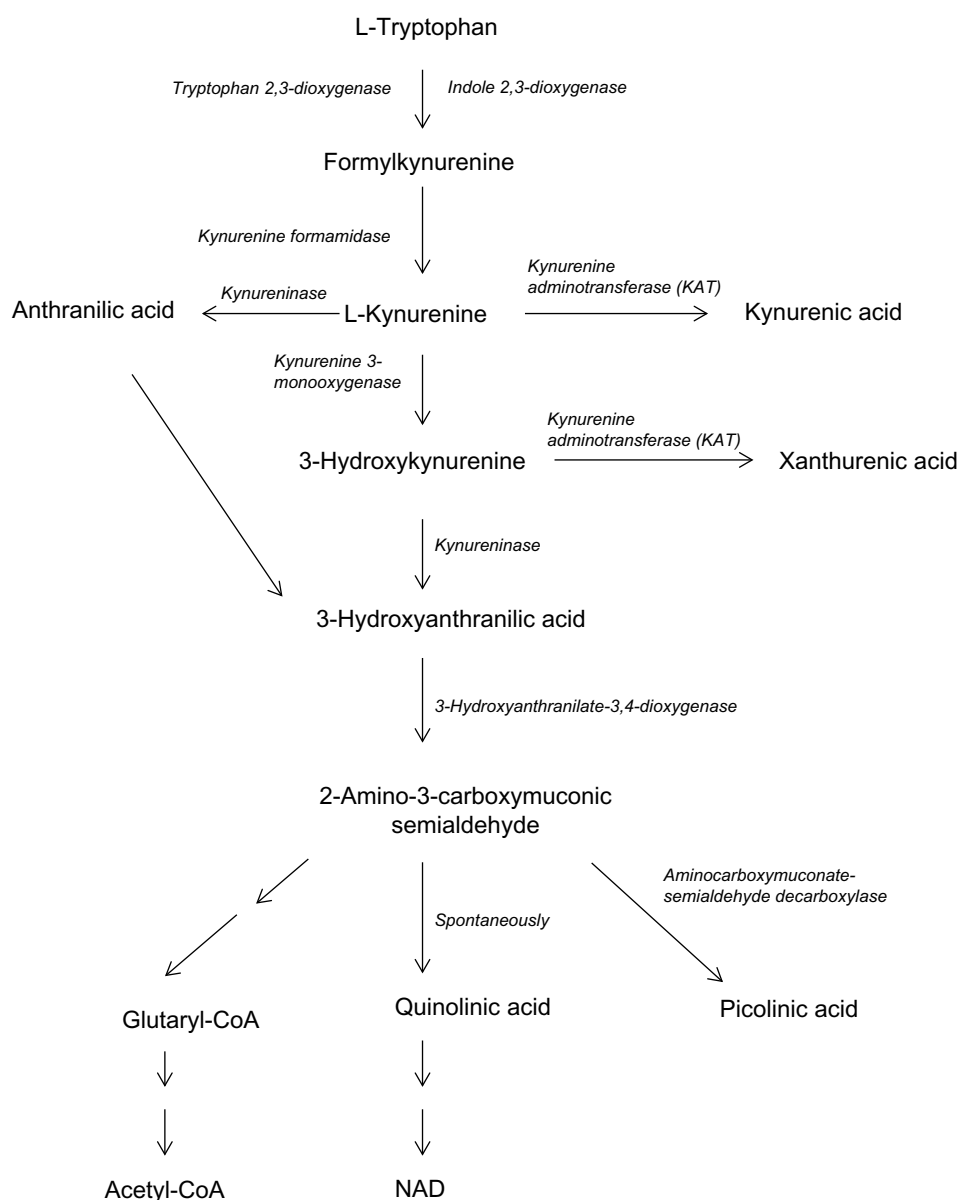 L-Tryptophan
Tryptophan 2,3-dioxygenase
Indole 2,3-dioxygenase
Formylkynurenine
Kynurenine formamidase
Kynurenine
adminotransferase (KAT)
Kynureninase
Anthranilic acid
L-Kynurenine
Kynurenic acid
Kynurenine 3-
monooxygenase
Kynurenine
adminotransferase (KAT)
3-Hydroxykynurenine
Xanthurenic acid
Kynureninase
3-Hydroxyanthranilic acid
3-Hydroxyanthranilate-3,4-dioxygenase
2-Amino-3-carboxymuconic
semialdehyde
Aminocarboxymuconate-
semialdehyde decarboxylase
Spontaneously
Glutaryl-CoA
Quinolinic acid
Picolinic acid
Acetyl-CoA
NAD